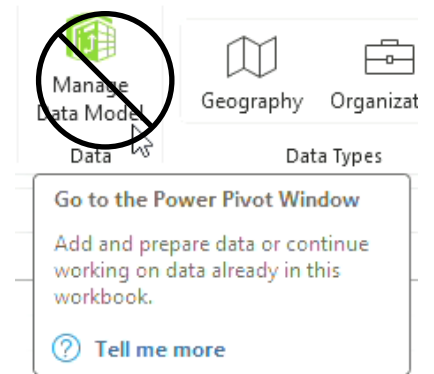 Manage
Data Model
Geography
Organizat
Data
Data Types
Go to the Power Pivot Window
Add and prepare data or continue
working on data already in this
workbook.
Tell me more